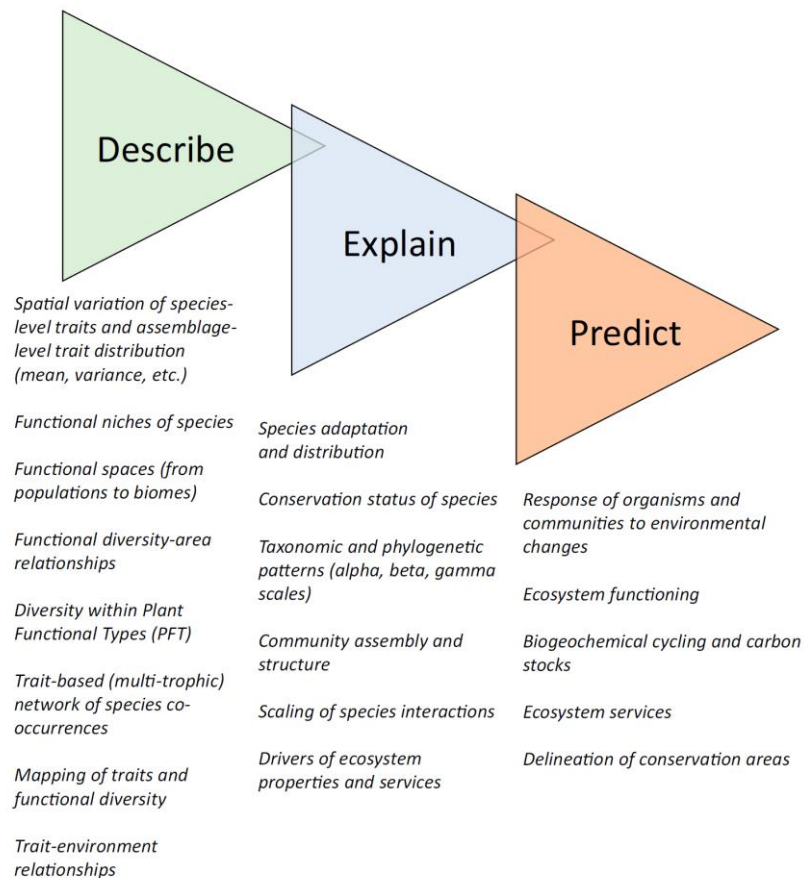 Describe
Explain
Predict
Spatial variation of species-
level traits and assemblage-
level trait distribution
(mean, variance, etc.)
Functional niches of species
Functional spaces (from
populations to biomes)
Functional diversity-area
relationships
Diversity within Plant
Functional Types (PFT)
Trait-based (multi-trophic)
network of species co-
occurrences
Mapping of traits and
functional diversity
Trait-environment
relationships
Species adaptation
and distribution
Conservation status of species
Taxonomic and phylogenetic
patterns (alpha, beta, gamma
scales)
Community assembly and
structure
Scaling of species interactions
Drivers of ecosystem
properties and services
Response of organisms and
communities to environmental
changes
Ecosystem functioning
Biogeochemical cycling and carbon
stocks
Ecosystem services
Delineation of conservation areas